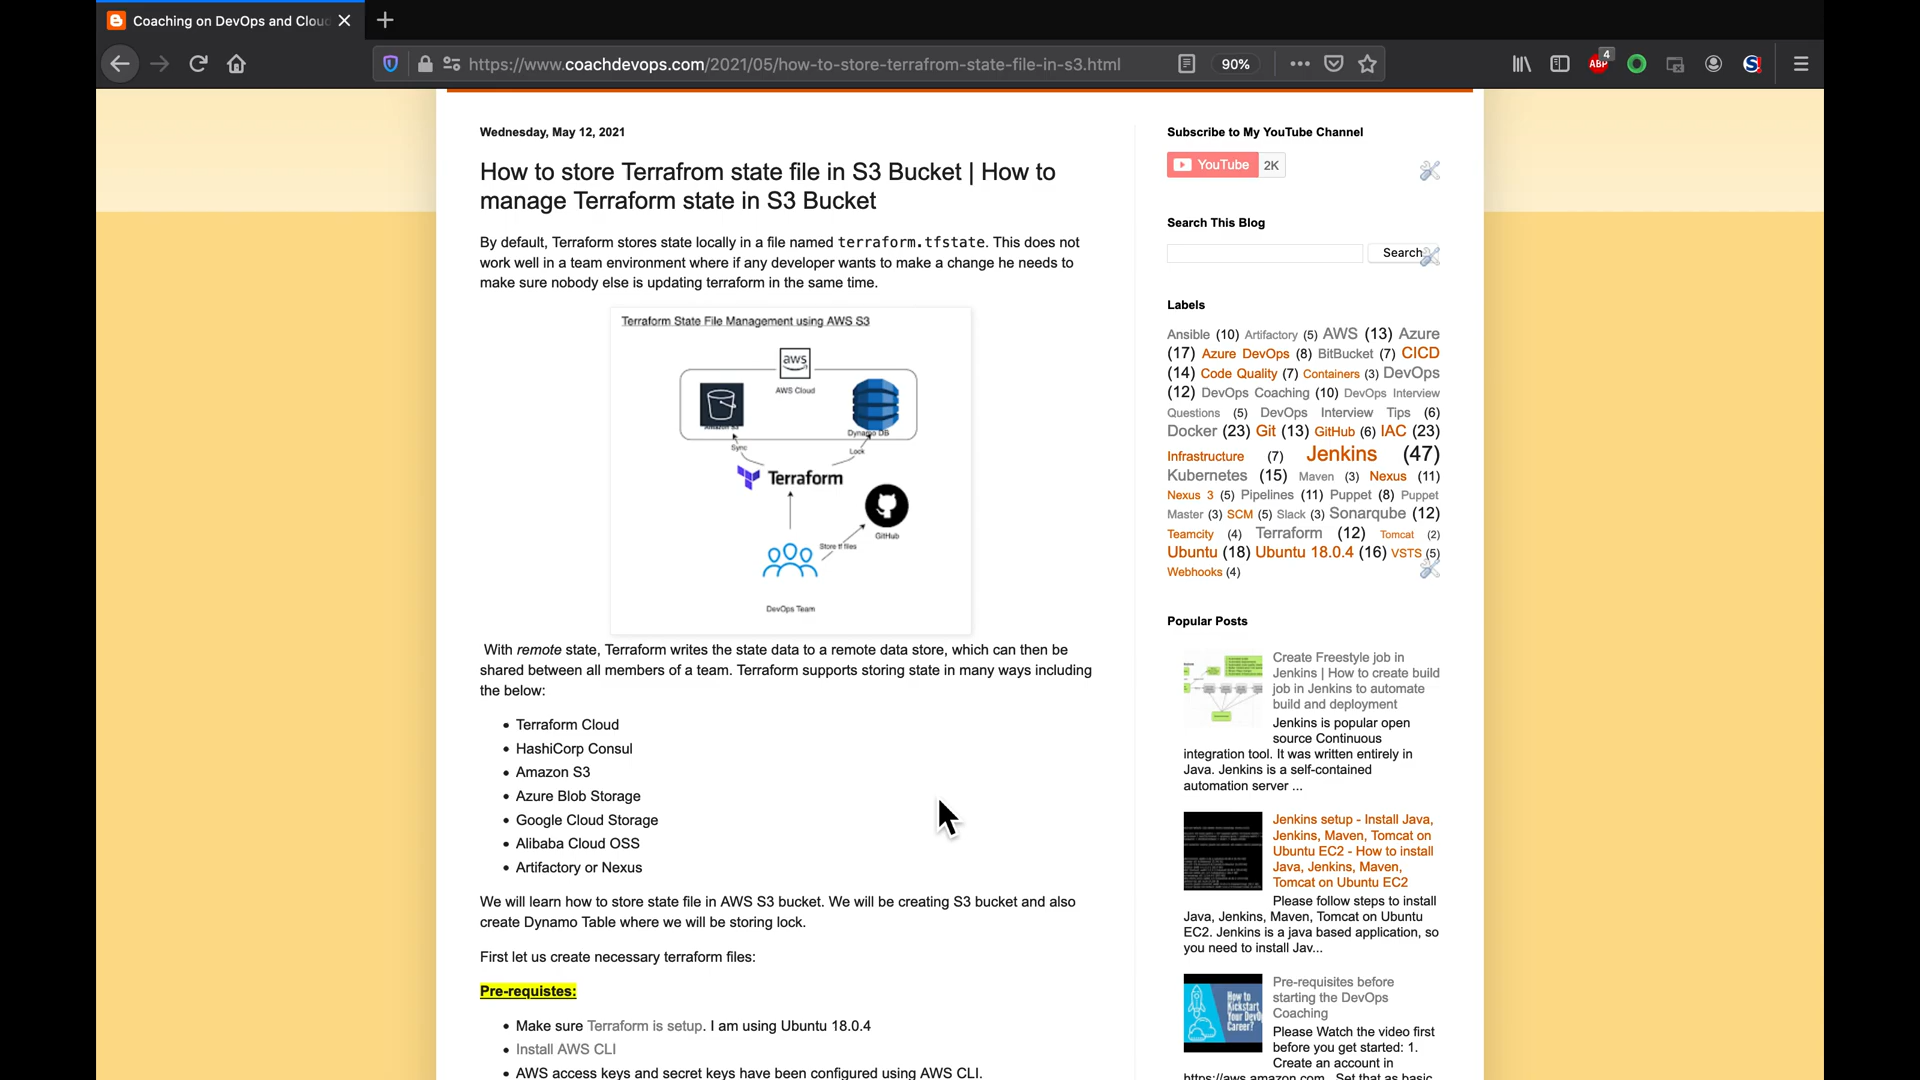 Coaching on DevOps and Clou
https://www.coachdevops.com/2021/05/how-to-store-terrafrom-state-file-in-s3.html
90%
ABP
4
Wednesday, May 12, 2021
How to store Terrafrom state file in S3 Bucket | How to
manage Terraform state in S3 Bucket
By default, Terraform stores state locally in a file named terraform.tfstate. This does not
work well in a team environment where if any developer wants to make a change he needs to
make sure nobody else is updating terraform in the same time.
Terraform State File Management using AWS S3
aws
AWS Cloud
Amazon S3
Dynamo DB
Sync
Lock
Terraform
GitHub
Store tf files
DevOps Team
With remote state, Terraform writes the state data to a remote data store, which can then be
shared between all members of a team. Terraform supports storing state in many ways including
the below:
• Terraform Cloud
• HashiCorp Consul
• Amazon S3
• Azure Blob Storage
• Google Cloud Storage
• Alibaba Cloud OSS
• Artifactory or Nexus
We will learn how to store state file in AWS S3 bucket. We will be creating S3 bucket and also
create Dynamo Table where we will be storing lock.
First let us create necessary terraform files:
Pre-requistes:
• Make sure Terraform is setup. I am using Ubuntu 18.0.4
• Install AWS CLI
• AWS access keys and secret keys have been configured using AWS CLI.
Subscribe to My YouTube Channel
YouTube 2K
Search This Blog
Search
Labels
Ansible (10) Artifactory (5) AWS (13) Azure
(17) Azure DevOps (8) BitBucket (7) CICD
(14) Code Quality (7) Containers (3) DevOps
(12) DevOps Coaching (10) DevOps Interview
Questions (5) DevOps Interview Tips (6)
Docker (23) Git (13) GitHub (6) IAC (23)
Infrastructure (7) Jenkins (47)
Kubernetes (15) Maven (3) Nexus (11)
Nexus 3 (5) Pipelines (11) Puppet (8) Puppet
Master (3) SCM (5) Slack (3) Sonarqube (12)
Teamcity (4) Terraform (12) Tomcat (2)
Ubuntu (18) Ubuntu 18.0.4 (16) VSTS (5)
Webhooks (4)
Popular Posts
Create Freestyle job in
Jenkins | How to create build
job in Jenkins to automate
build and deployment
Jenkins is popular open
source Continuous
integration tool. It was written entirely in
Java. Jenkins is a self-contained
automation server ...
Jenkins setup - Install Java,
Jenkins, Maven, Tomcat on
Ubuntu EC2 - How to install
Java, Jenkins, Maven,
Tomcat on Ubuntu EC2
Please follow steps to install
Java, Jenkins, Maven, Tomcat on Ubuntu
EC2. Jenkins is a java based application, so
you need to install Jav...
How to
Kickstart
Your DevO
Career?
Pre-requisites before
starting the DevOps
Coaching
Please Watch the video first
before you get started: 1.
Create an account in
https://aws.amazon.com. Set that as basic